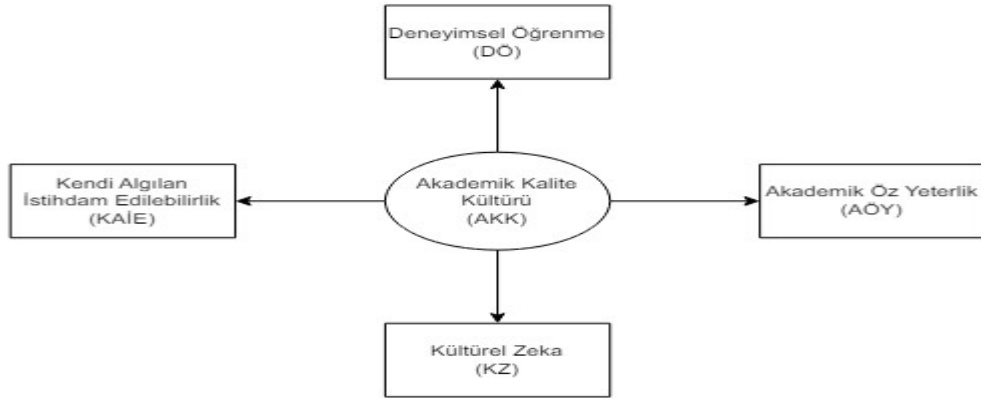 Deneyimsel Öğrenme
(DÖ)
Kendi Algılan
İstihdam Edilebilirlik
(KAİE)
Akademik Kalite
Kültürü
(AKK)
Akademik Öz Yeterlik
(AÖY)
Kültürel Zeka
(KZ)